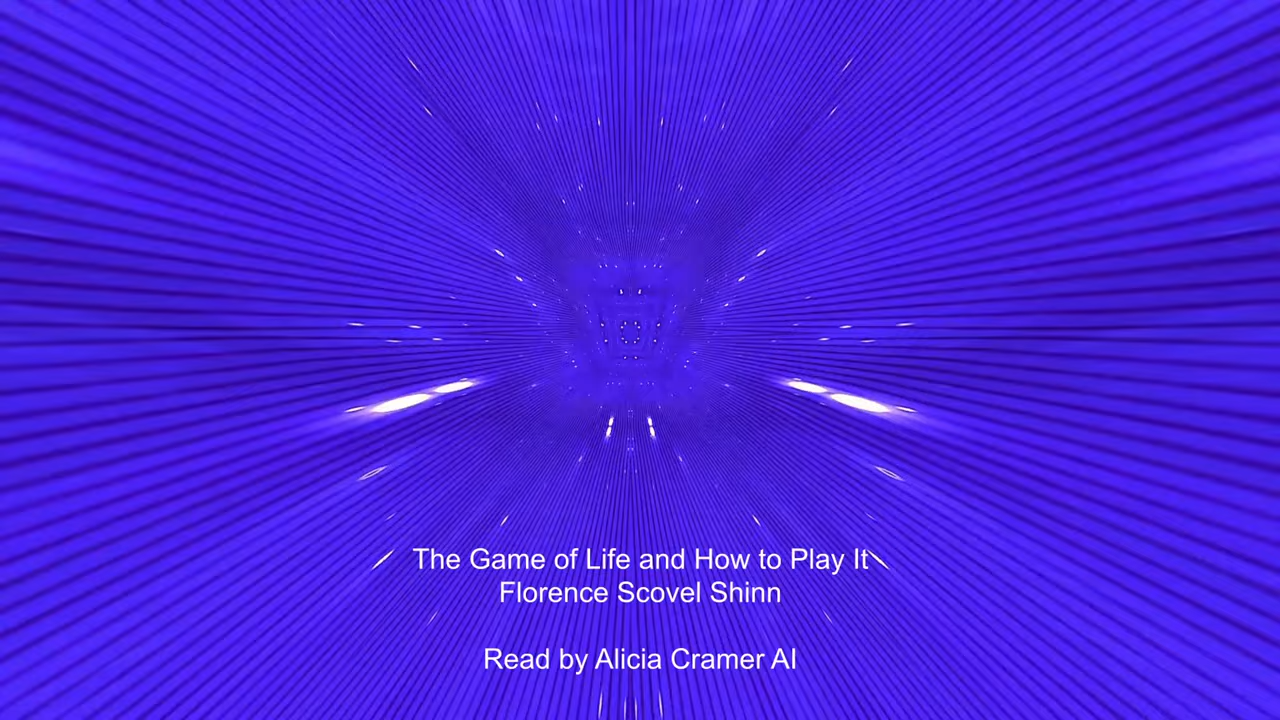 The Game of Life and How to Play It
Florence Scovel Shinn
Read by Alicia Cramer AI